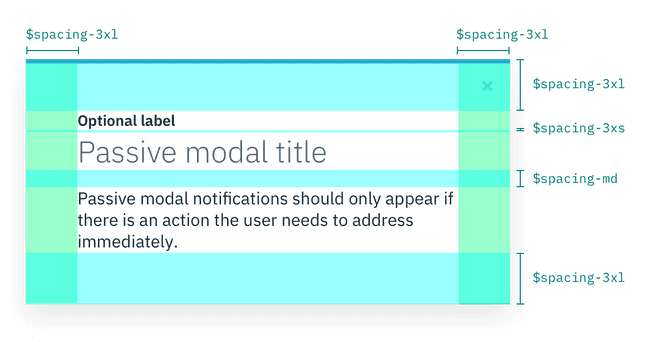 $spacing-3xl
$spacing-3xl
$spacing-3xl
Optional label
$spacing-3xs
Passive modal title
$spacing-md
Passive modal notifications should only appear if
there is an action the user needs to address
immediately.
$spacing-3xl